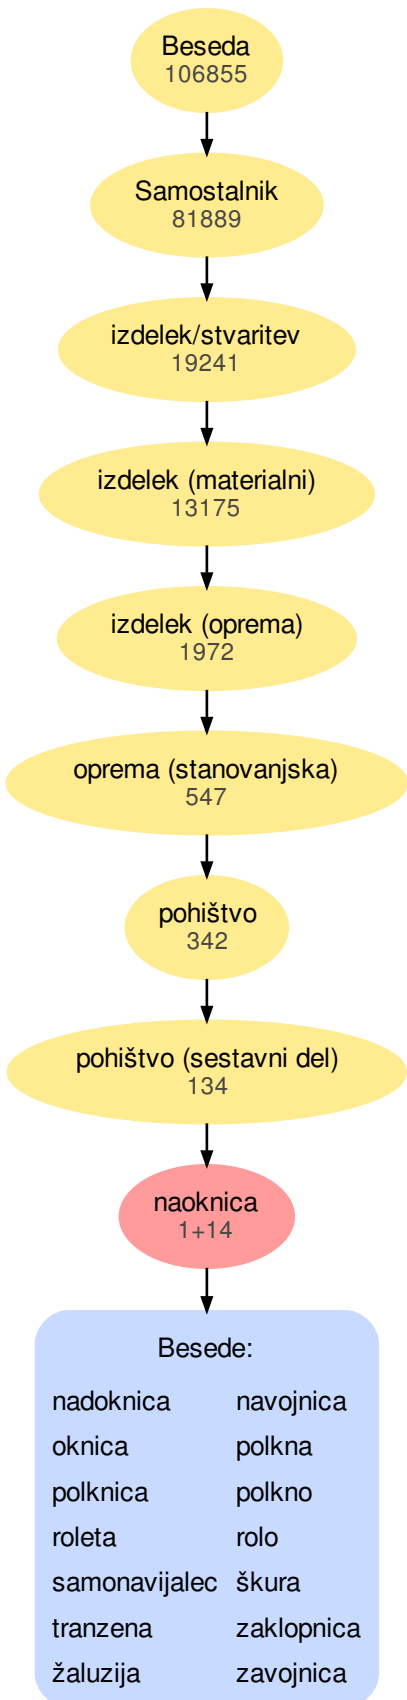 Beseda
106855
Samostalnik
81889
izdelek/stvaritev
19241
izdelek (materialni)
13175
izdelek (oprema)
1972
oprema (stanovanjska)
547
pohištvo
342
pohištvo (sestavni del)
134
naoknica
1+14
Besede:
nadoknica navojnica
oknica polkna
polknica polkno
roleta rolo
samonavijalec škura
tranzena zaklopnica
žaluzija zavojnica